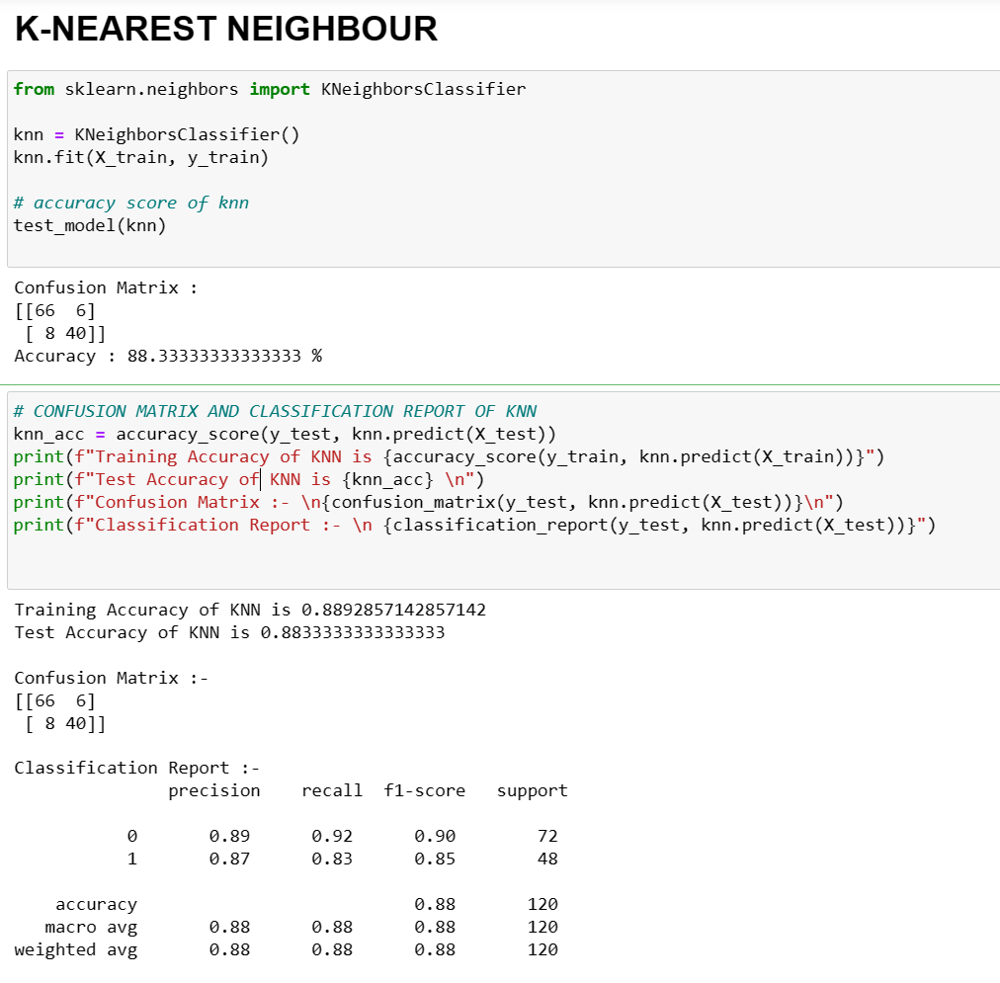 K-NEAREST NEIGHBOUR
from sklearn.neighbors import KNeighborsClassifier
knn = KNeighborsClassifier()
knn.fit(X_train, y_train)
# accuracy score of knn
test_model(knn)
Confusion Matrix :
[[66  6]
 [ 8 40]]
Accuracy : 88.33333333333333 %
# CONFUSION MATRIX AND CLASSIFICATION REPORT OF KNN
knn_acc = accuracy_score(y_test, knn.predict(X_test))
print(f"Training Accuracy of KNN is {accuracy_score(y_train, knn.predict(X_train))}")
print(f"Test Accuracy of KNN is {knn_acc} \n")
print(f"Confusion Matrix :- \n{confusion_matrix(y_test, knn.predict(X_test))}\n")
print(f"Classification Report :- \n {classification_report(y_test, knn.predict(X_test))}")
Training Accuracy of KNN is 0.8892857142857142
Test Accuracy of KNN is 0.8833333333333333
Confusion Matrix :-
[[66  6]
 [ 8 40]]
Classification Report :-
               precision    recall  f1-score   support
           0       0.89      0.92      0.90        72
           1       0.87      0.83      0.85        48
    accuracy                           0.88       120
   macro avg       0.88      0.88      0.88       120
weighted avg       0.88      0.88      0.88       120